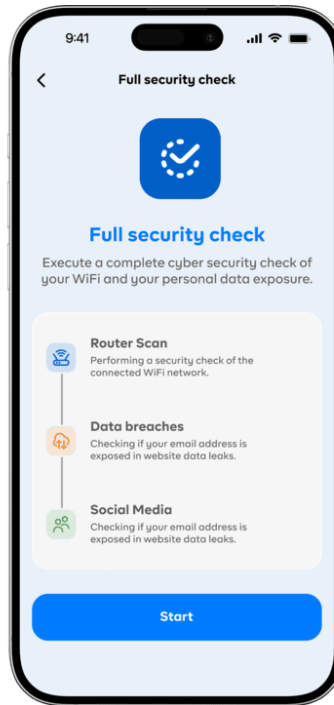 9:41
Full security check
Full security check
Execute a complete cyber security check of
your WiFi and your personal data exposure.
Router Scan
Performing a security check of the
connected WiFi network.
Data breaches
Checking if your email address is
exposed in website data leaks.
Social Media
Checking if your email address is
exposed in website data leaks.
Start